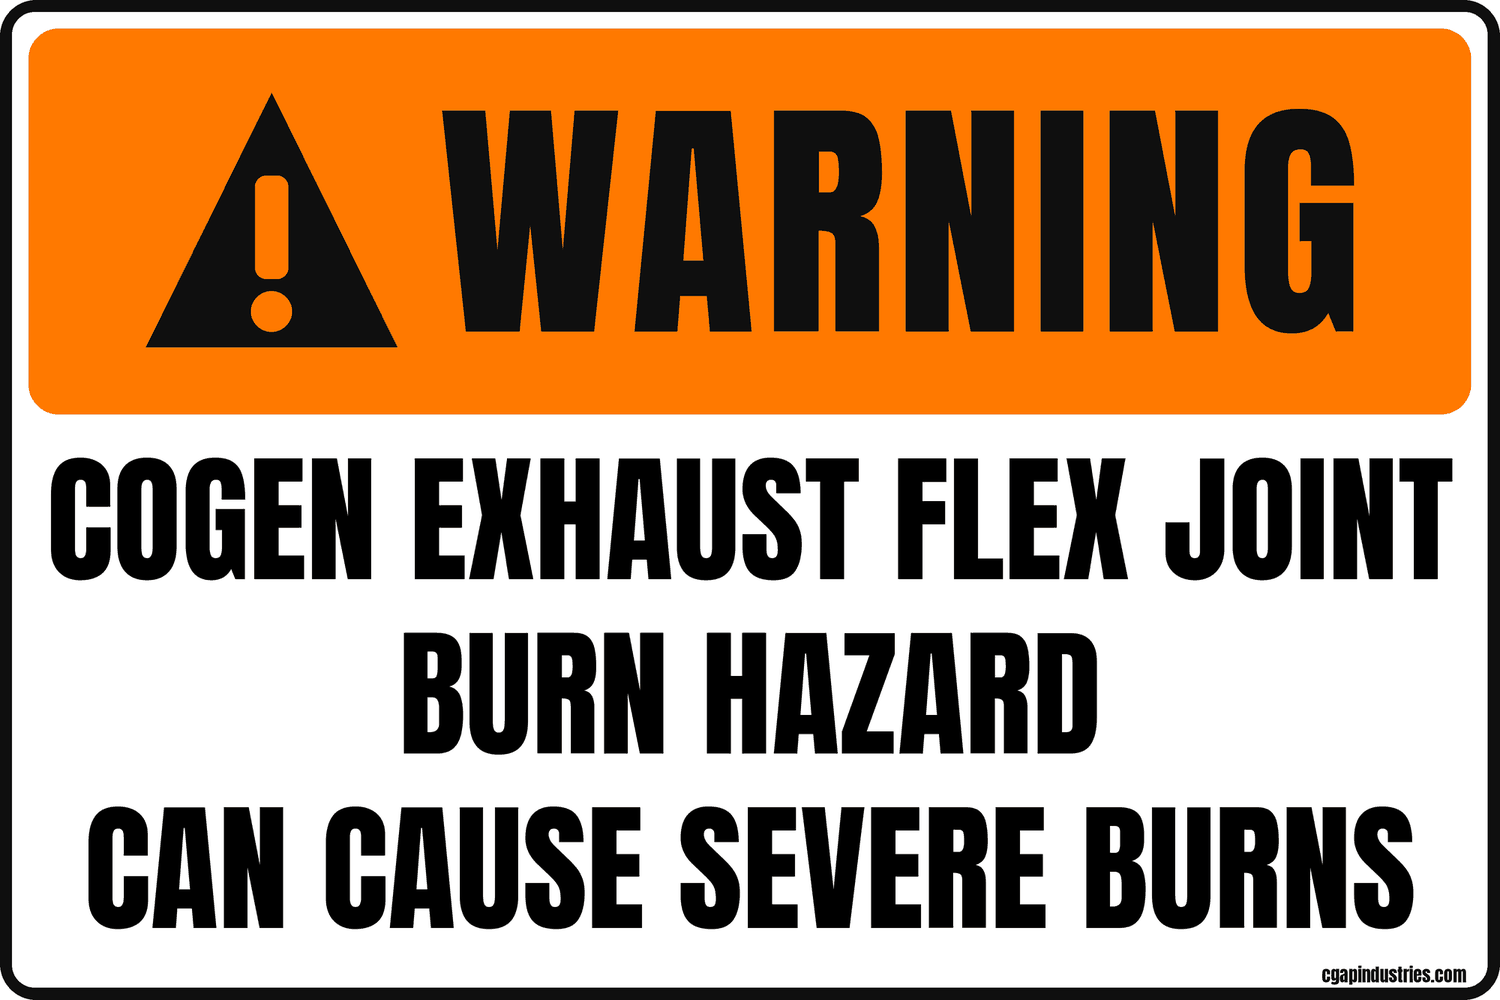 WARNING
COGEN EXHAUST FLEX JOINT
BURN HAZARD
CAN CAUSE SEVERE BURNS
cgapindustries.com